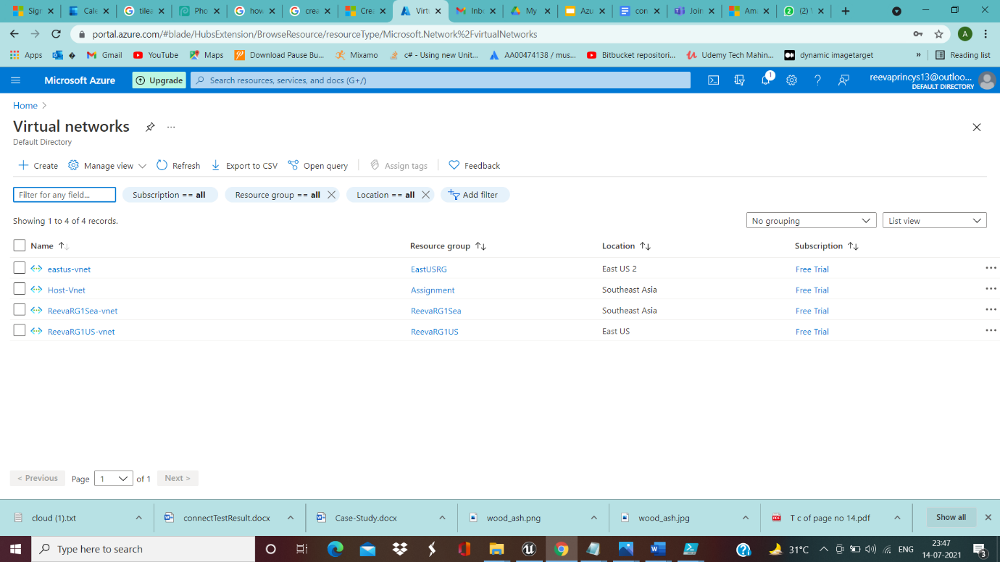 Sign
Cale
tilea
Pho
how
crea
Crea
Virtu
Inbo
My
Azu
cori
Join
Ama
(2)
portal.azure.com/#blade/HubsExtension/BrowseResource/resourceType/Microsoft.Network%2FvirtualNetworks
A
Apps
Gmail
YouTube
Maps
Download Pause Bu...
Mixamo
c# - Using new Unit...
AA00474138 / mus...
Bitbucket repositori...
Udemy Tech Mahin...
dynamic imagetarget
»
Reading list
Microsoft Azure
Upgrade
Search resources, services, and docs (G+/)
1
reevaprincys13@outloo...
DEFAULT DIRECTORY
Home
Virtual networks
Default Directory
Create
Manage view
Refresh
Export to CSV
Open query
Assign tags
Feedback
Filter for any field...
Subscription == all
Resource group == all
Location == all
Add filter
Showing 1 to 4 of 4 records.
No grouping
List view
Name
Resource group
Location
Subscription
eastus-vnet
EastUSRG
East US 2
Free Trial
Host-Vnet
Assignment
Southeast Asia
Free Trial
ReevaRG1Sea-vnet
ReevaRG1Sea
Southeast Asia
Free Trial
ReevaRG1US-vnet
ReevaRG1US
East US
Free Trial
< Previous
Page
1
of 1
Next >
cloud (1).txt
connectTestResult.docx
Case-Study.docx
wood_ash.png
wood_ash.jpg
T c of page no 14.pdf
Show all
Type here to search
31°C
ENG
23:47
14-07-2021
3